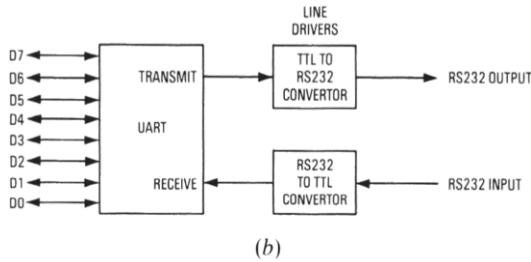 LINE
DRIVERS
D7
D6
D5
D4
D3
D2
D1
D0
TRANSMIT
UART
RECEIVE
TTL TO
RS232
CONVERTOR
RS232 OUTPUT
RS232
TO TTL
CONVERTOR
RS232 INPUT
(b)